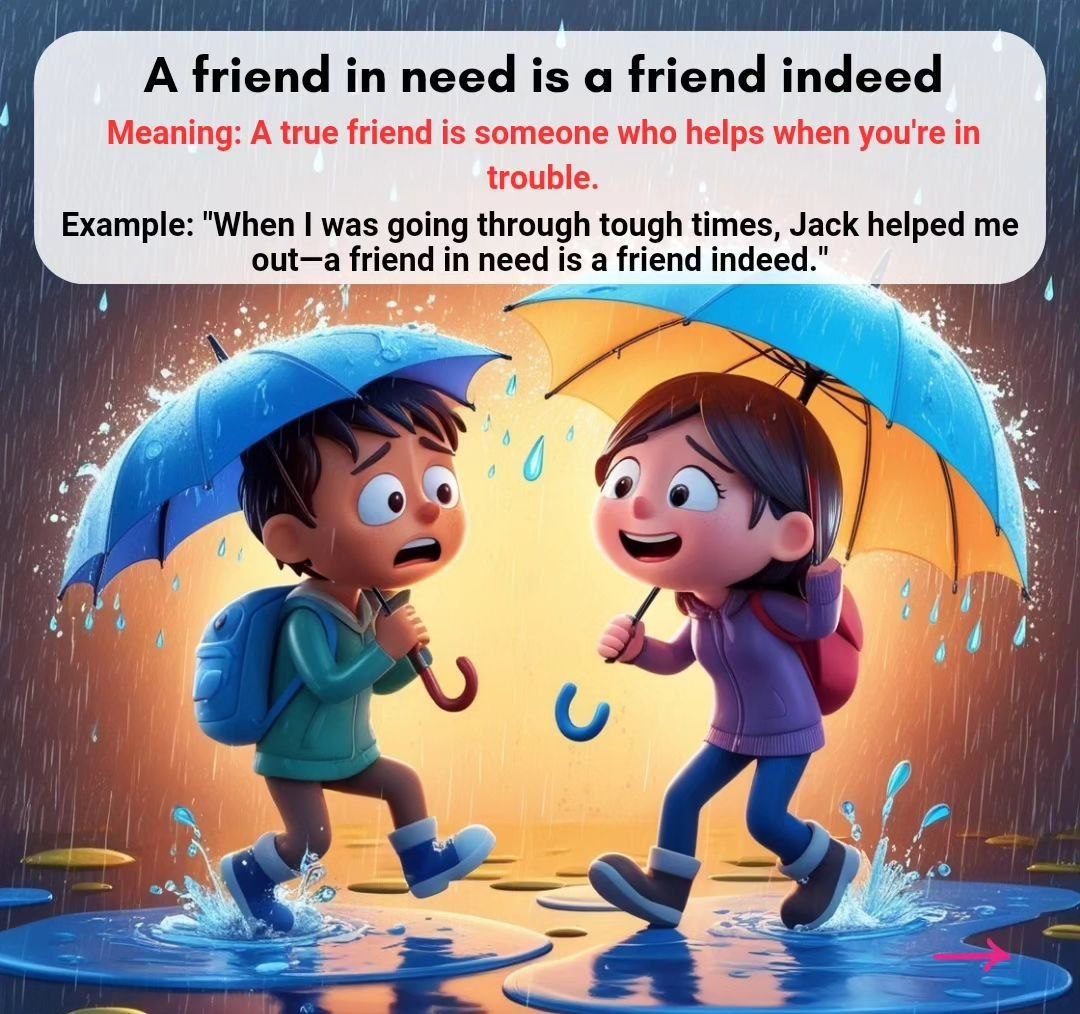 A friend in need is a friend indeed
Meaning: A true friend is someone who helps when you're in
trouble.
Example: "When I was going through tough times, Jack helped me
out—a friend in need is a friend indeed."